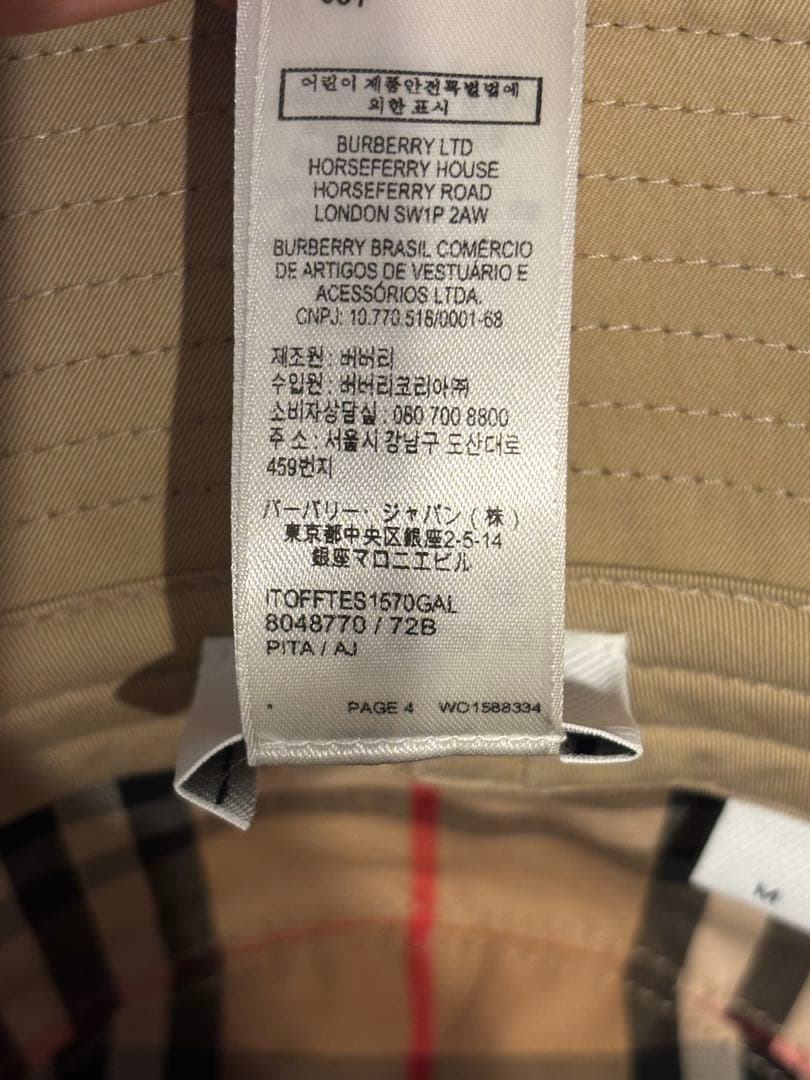 어린이 제품안전특별법에
의한 표시
BURBERRY LTD
HORSEFERRY HOUSE
HORSEFERRY ROAD
LONDON SW1P 2AW
BURBERRY BRASIL COMÉRCIO
DE ARTIGOS DE VESTUÁRIO E
ACESSÓRIOS LTDA.
CNPJ: 10.770.518/0001-68
제조원 : 버버리
수입원 : 버버리코리아㈜
소비자상담실 : 080 700 8800
주 소 : 서울시 강남구 도산대로
459번지
バーバリー・ジャパン (株)
東京都中央区銀座2-5-14
銀座マロニエビル
ITOFFTES1570GAL
8048770 / 72B
PITA / AJ
* PAGE 4 WO1588334
M